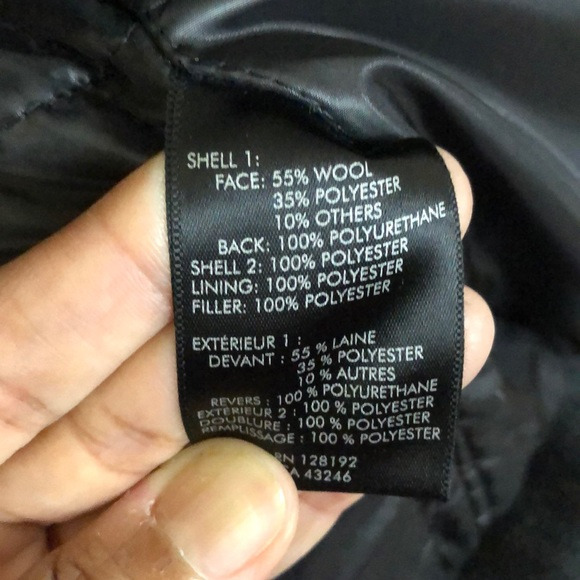 SHELL 1:
FACE: 55% WOOL
35% POLYESTER
10% OTHERS
BACK: 100% POLYURETHANE
SHELL 2: 100% POLYESTER
LINING: 100% POLYESTER
FILLER: 100% POLYESTER
EXTÉRIEUR 1 :
DEVANT : 55 % LAINE
35 % POLYESTER
10 % AUTRES
REVERS : 100 % POLYURETHANE
EXTÉRIEUR 2 : 100 % POLYESTER
DOUBLURE : 100 % POLYESTER
REMPLISSAGE : 100 % POLYESTER
RN 128192
CA 43246